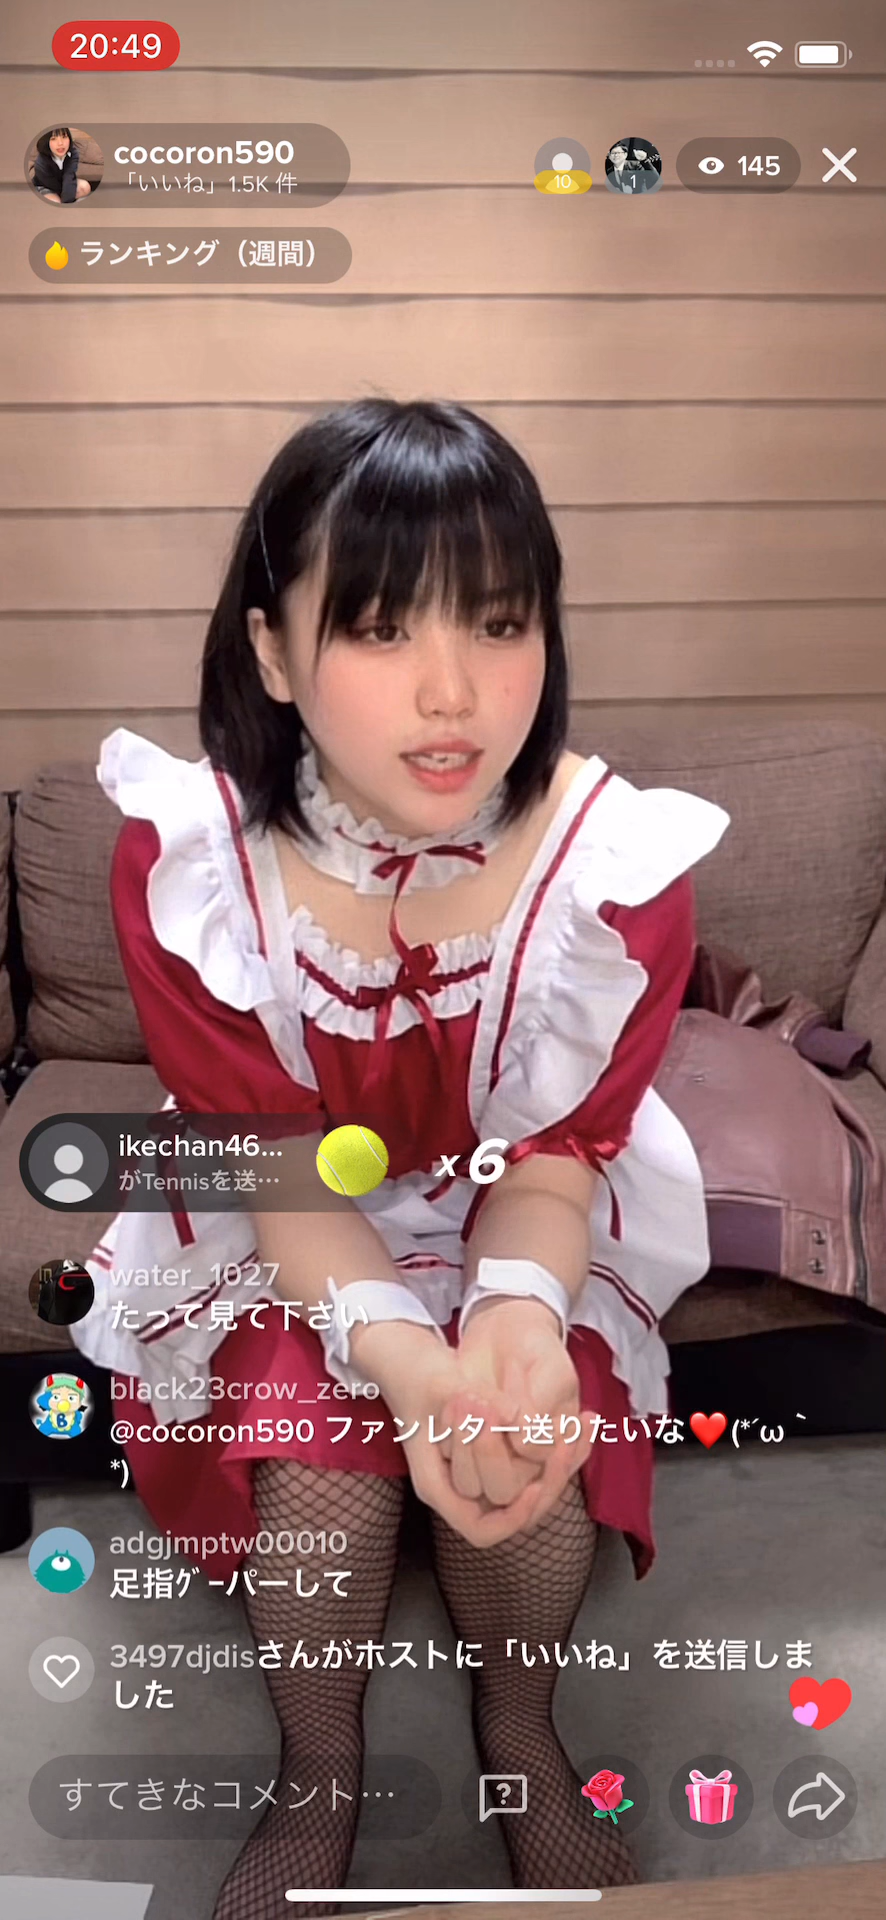 20:49
cocoron590
「いいね」1.5K 件
10
1
145
ランキング（週間）
ikechan46...
がTennisを送…
x 6
water_1027
たって見て下さい
black23crow_zero
@cocoron590 ファンレター送りたいな❤️(*´ω｀
*)
adgjmptw00010
足指ｸﾞｰパーして
3497djdisさんがホストに「いいね」を送信しま
した
すてきなコメント…